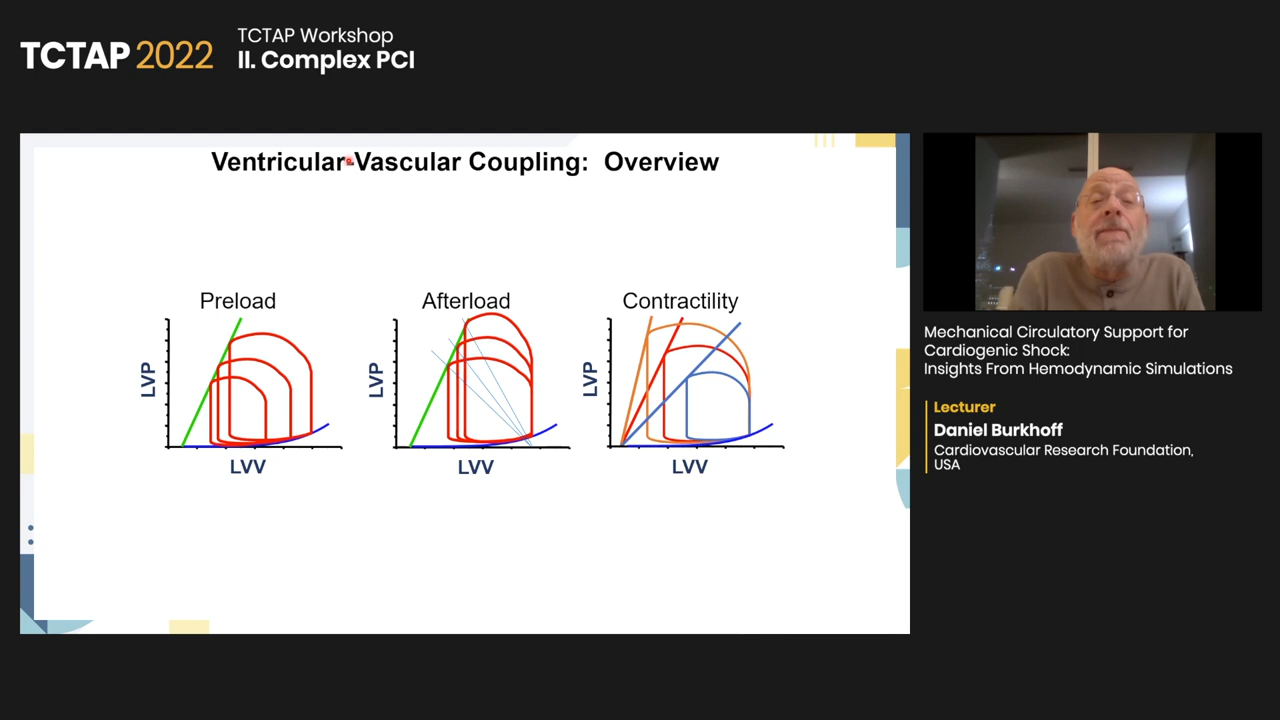 TCTAP 2022
TCTAP Workshop
II. Complex PCI
Ventricular-Vascular Coupling: Overview
Preload
Afterload
Contractility
LVP
LVP
LVP
LVV
LVV
LVV
Mechanical Circulatory Support for
Cardiogenic Shock:
Insights From Hemodynamic Simulations
Lecturer
Daniel Burkhoff
Cardiovascular Research Foundation,
USA